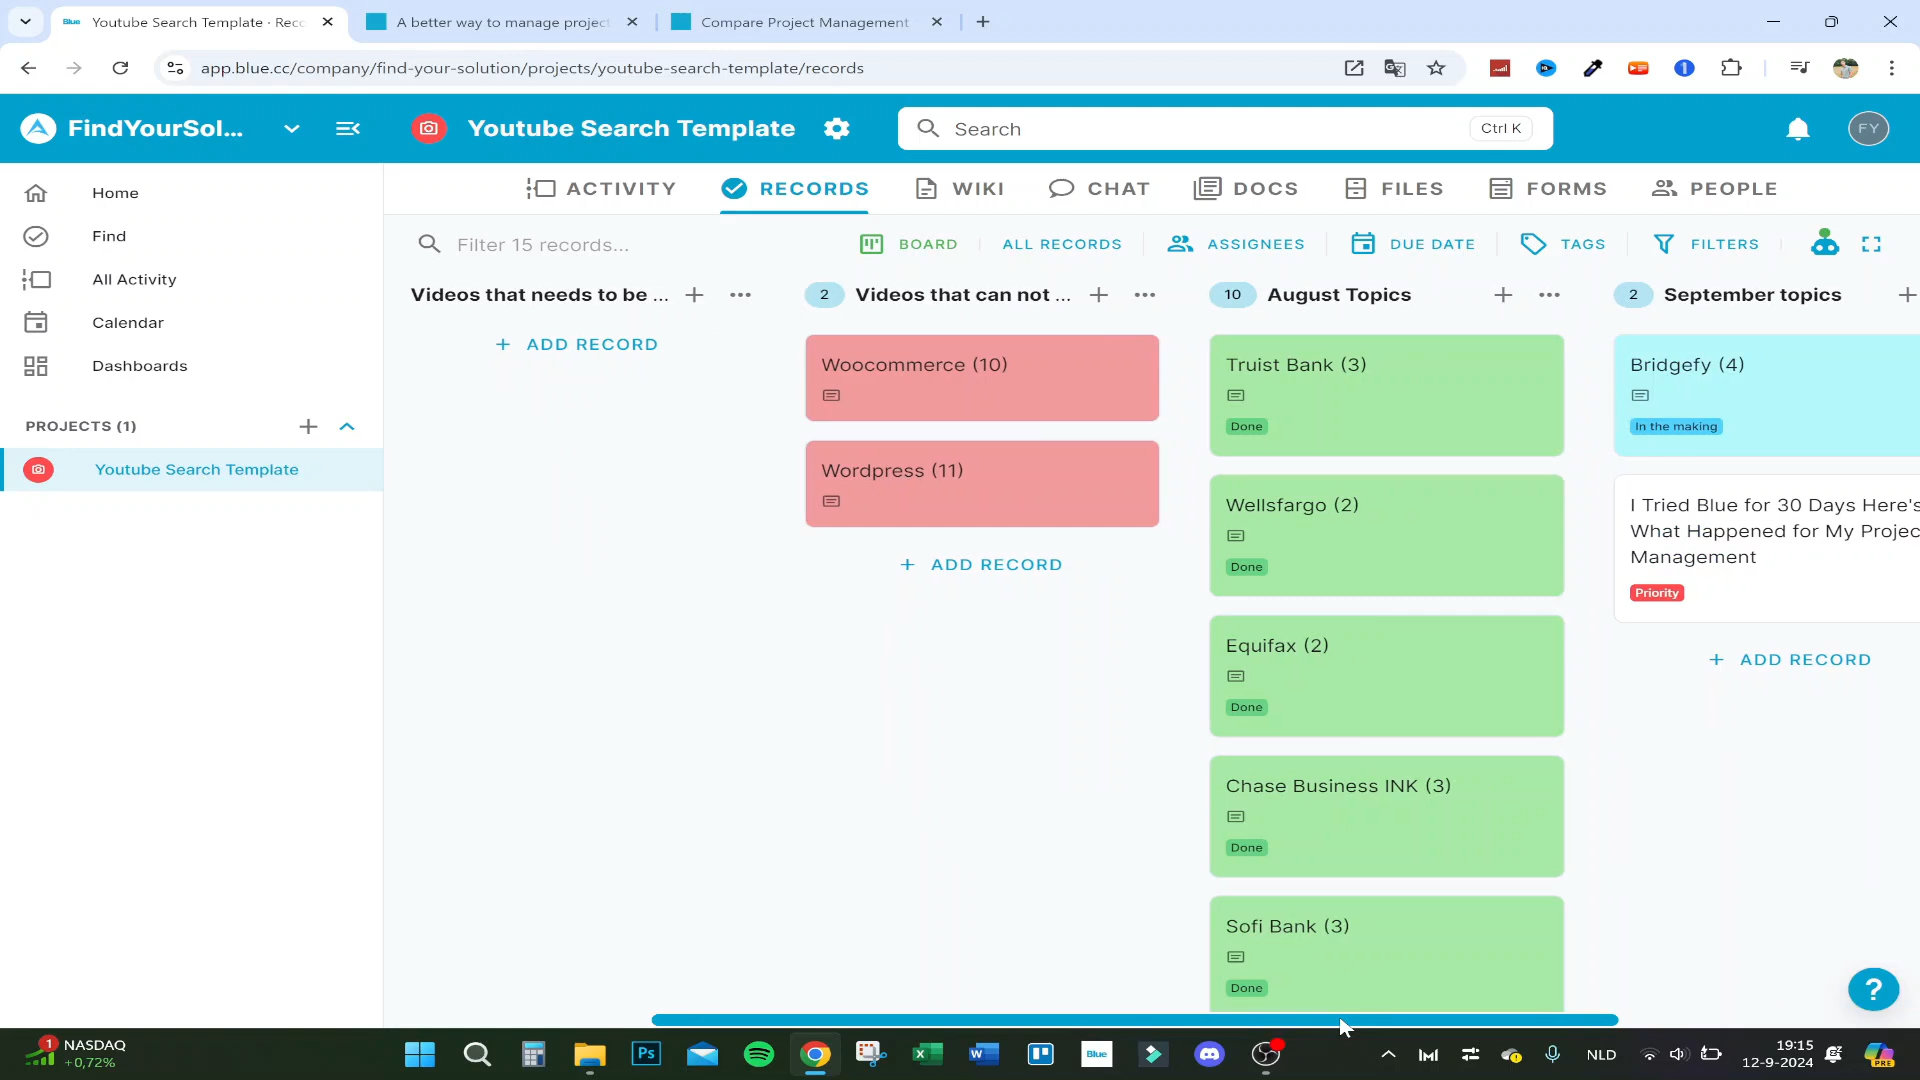 Blue Youtube Search Template · Reco
A better way to manage project
Compare Project Management
app.blue.cc/company/find-your-solution/projects/youtube-search-template/records
FindYourSol...
Youtube Search Template
Search
Ctrl K
FY
Home
Find
All Activity
Calendar
Dashboards
PROJECTS (1)
Youtube Search Template
ACTIVITY
RECORDS
WIKI
CHAT
DOCS
FILES
FORMS
PEOPLE
Filter 15 records...
BOARD
ALL RECORDS
ASSIGNEES
DUE DATE
TAGS
FILTERS
Videos that needs to be ...
+ ADD RECORD
2 Videos that can not ...
Woocommerce (10)
Wordpress (11)
+ ADD RECORD
10 August Topics
Truist Bank (3)
Done
Wellsfargo (2)
Done
Equifax (2)
Done
Chase Business INK (3)
Done
Sofi Bank (3)
Done
2 September topics
Bridgefy (4)
In the making
I Tried Blue for 30 Days Here's
What Happened for My Projec
Management
Priority
+ ADD RECORD
?
1
NASDAQ
+0,72%
Ps
Blue
NLD
19:15
12-9-2024
PRE